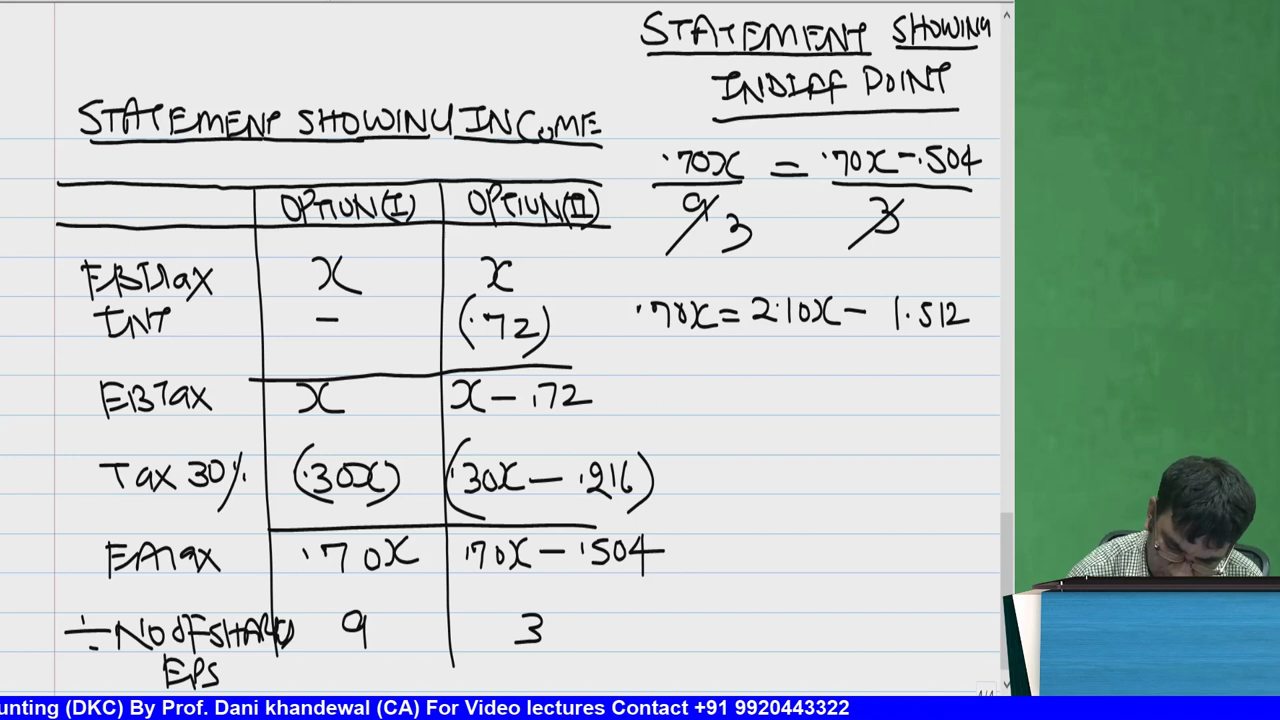 STATEMENT SHOWING
INDIFF POINT
STATEMENT SHOWING INCOME
.70x = .70x - .504
9 3 3
.70x = 2.10x - 1.512
OPTION(I) OPTION(II)
EBITax x x
INT - (.72)
EBTax x x - .72
Tax 30% (.30x) (.30x - .216)
EATax .70x .70x - .504
÷ NO OF SHARES 9 3
EPS
unting (DKC) By Prof. Dani khandewal (CA) For Video lectures Contact +91 9920443322